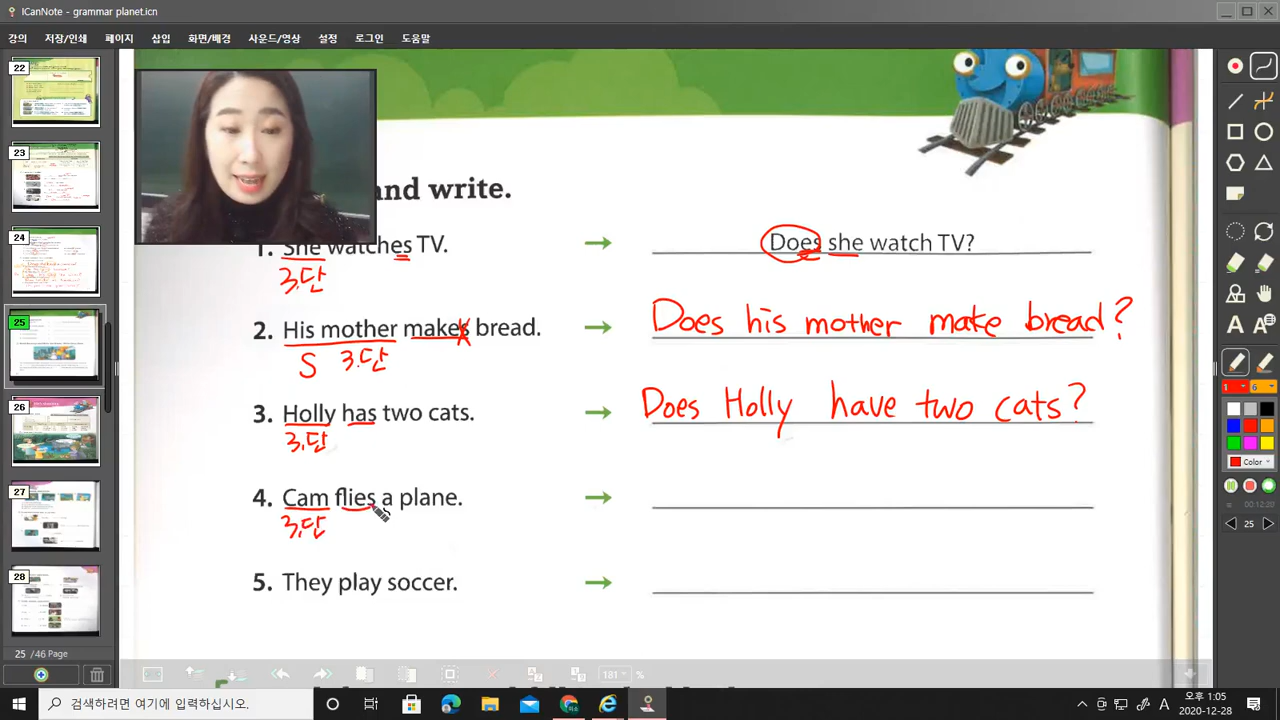 ICanNote - grammar planet.icn
강의 저장/인쇄 페이지 삽입 화면/배경 사운드/영상 설정 로그인 도움말
22
23
24
25
26
27
28
and write.
1. She watches TV. → Does she watch TV?
3.단
2. His mother makes bread. → Does his mother make bread?
S 3.단
3. Holly has two cats. → Does Holly have two cats?
3.단
4. Cam flies a plane. →
3.단
5. They play soccer. →
1 6
Color
00:12:20
25
25 /46 Page
181 %
검색하려면 여기에 입력하십시오.
A 오후 1:05
2020-12-28